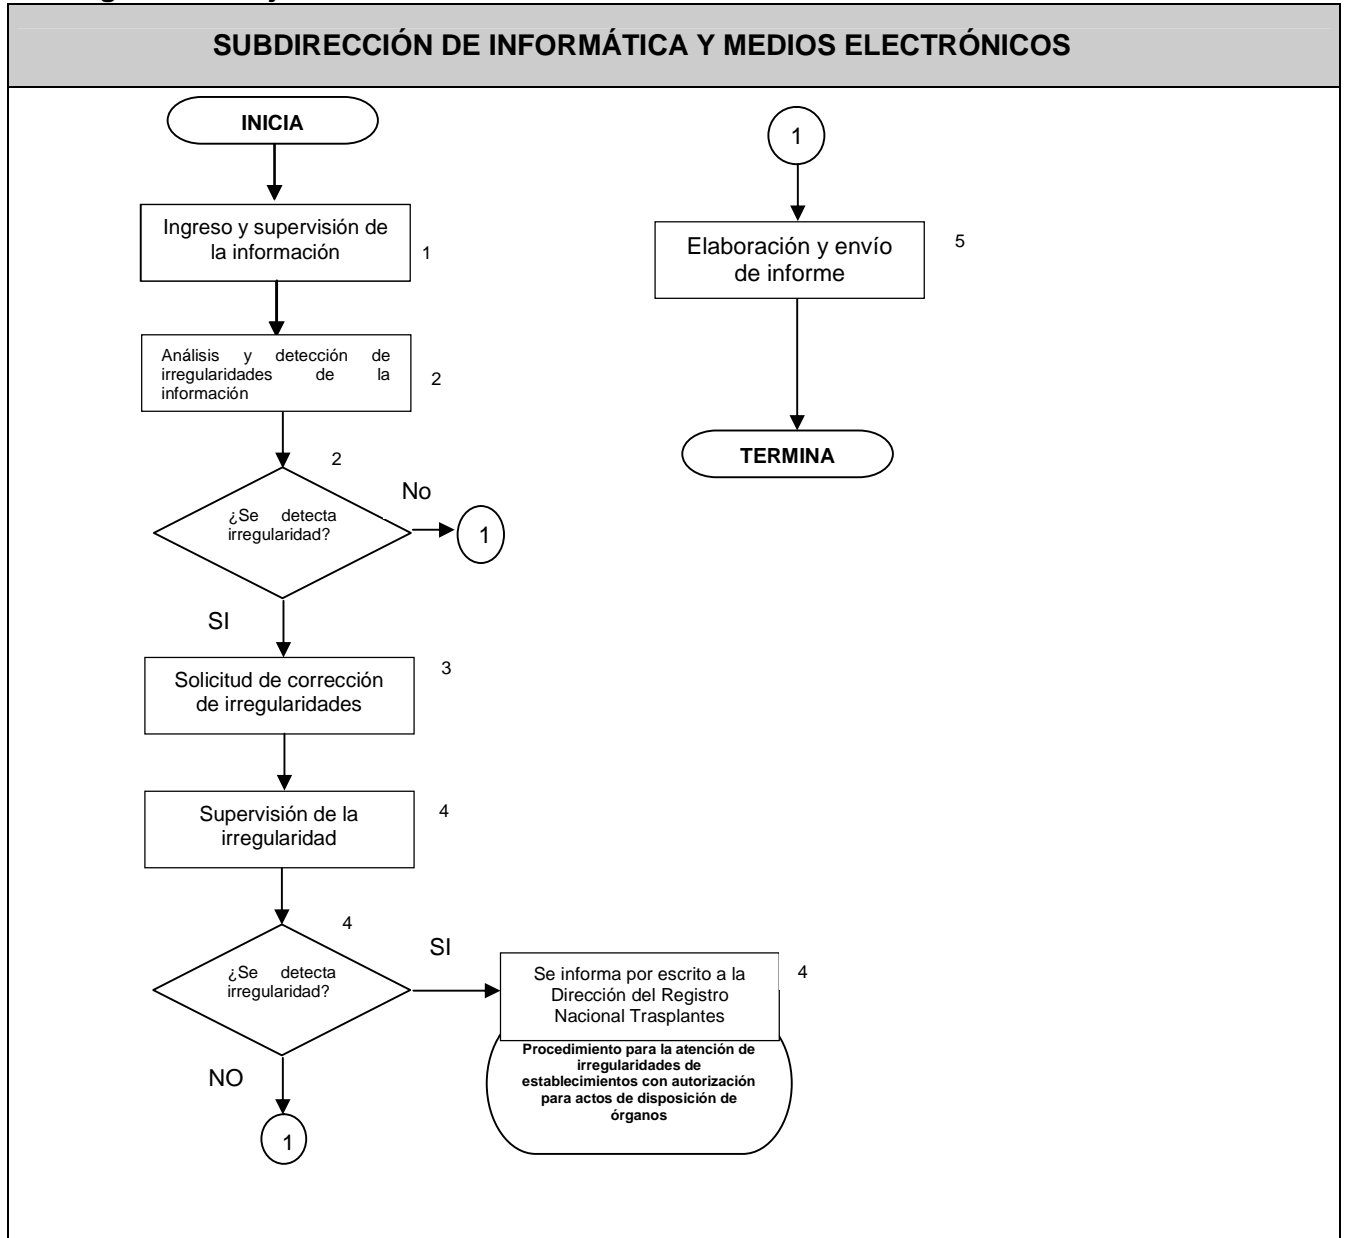 SUBDIRECCIÓN DE INFORMÁTICA Y MEDIOS ELECTRÓNICOS
INICIA
Ingreso y supervisión de
la información
1
Análisis y detección de
irregularidades de la
información
2
2
¿Se detecta
irregularidad?
No
1
SI
Solicitud de corrección
de irregularidades
3
Supervisión de la
irregularidad
4
4
¿Se detecta
irregularidad?
SI
Se informa por escrito a la
Dirección del Registro
Nacional Trasplantes
4
Procedimiento para la atención de
irregularidades de
establecimientos con autorización
para actos de disposición de
órganos
NO
1
1
Elaboración y envío
de informe
5
TERMINA